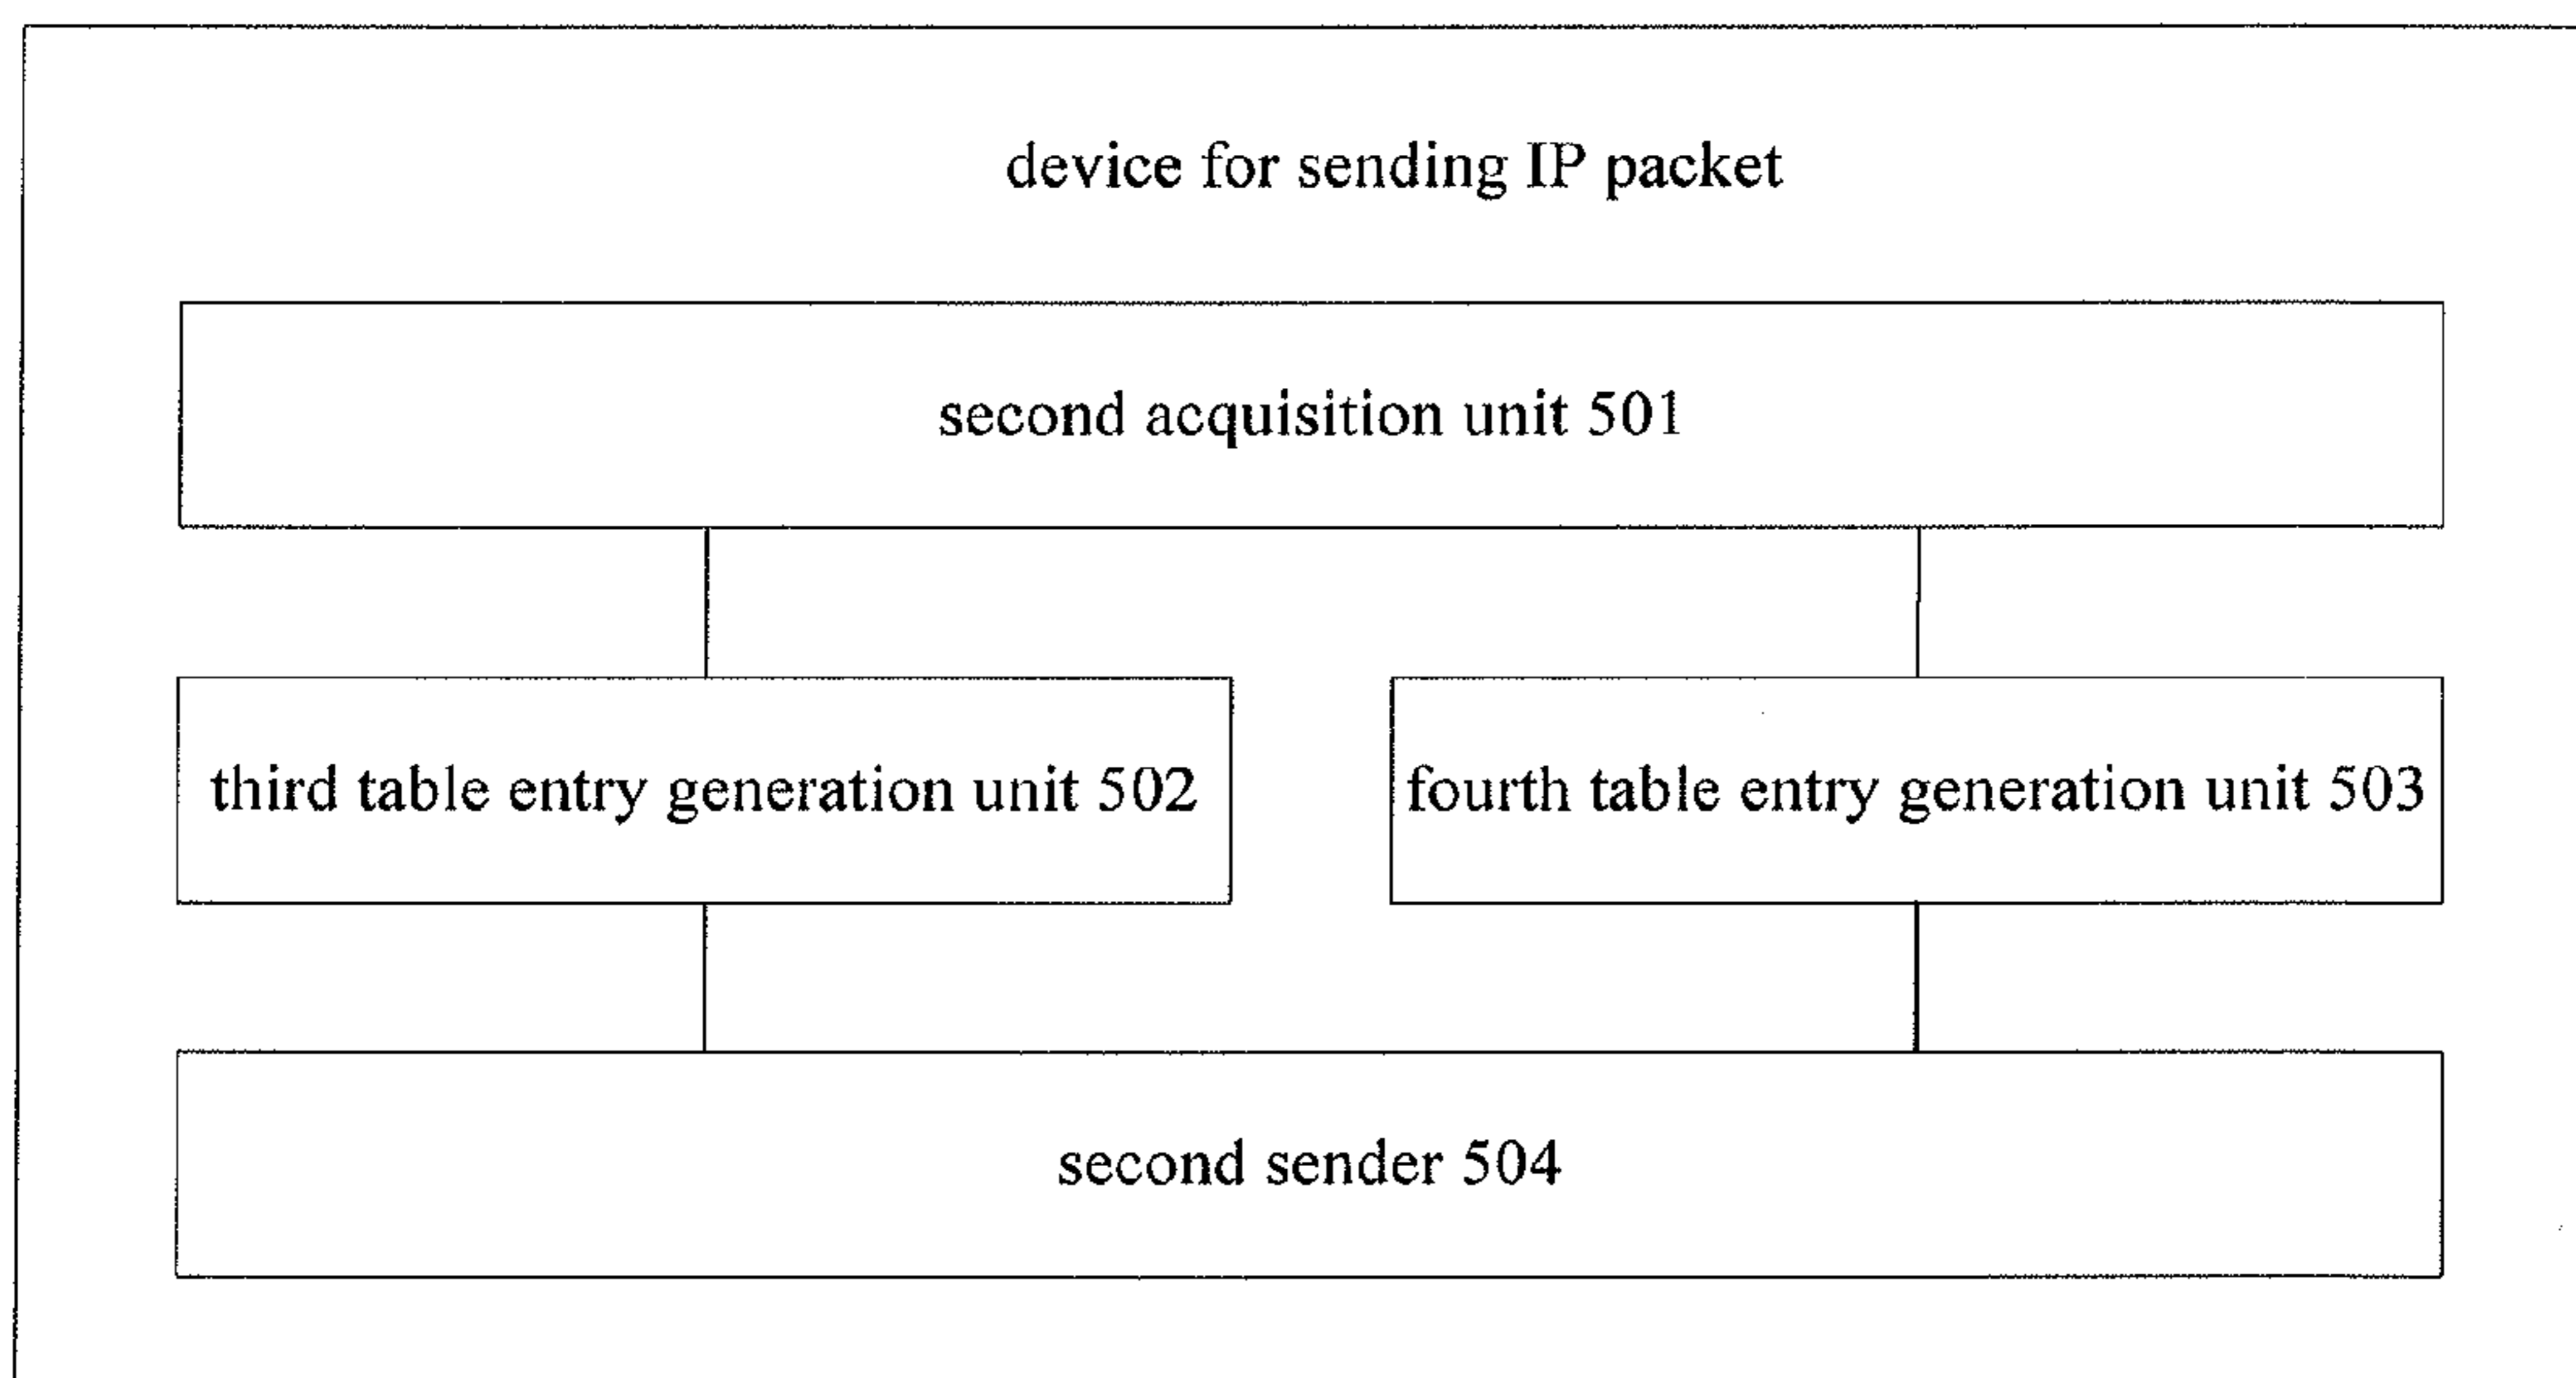 device for sending IP packet
second acquisition unit 501
third table entry generation unit 502
fourth table entry generation unit 503
second sender 504